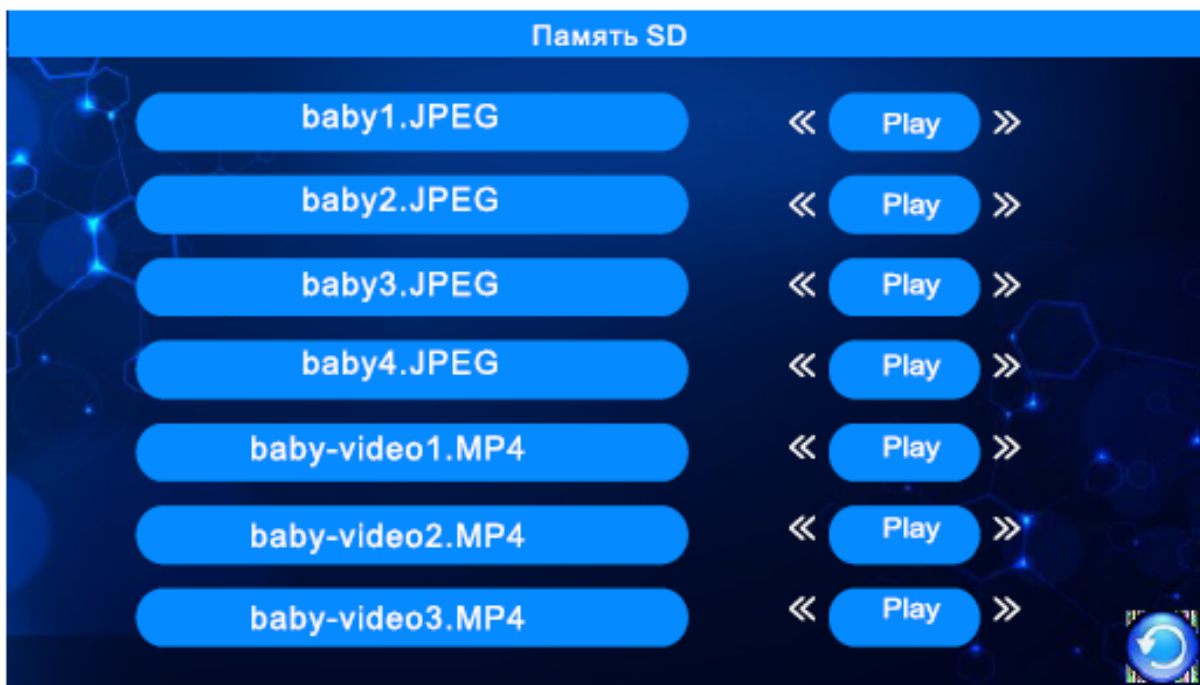 Память SD
baby1.JPEG « Play »
baby2.JPEG « Play »
baby3.JPEG « Play »
baby4.JPEG « Play »
baby-video1.MP4 « Play »
baby-video2.MP4 « Play »
baby-video3.MP4 « Play »